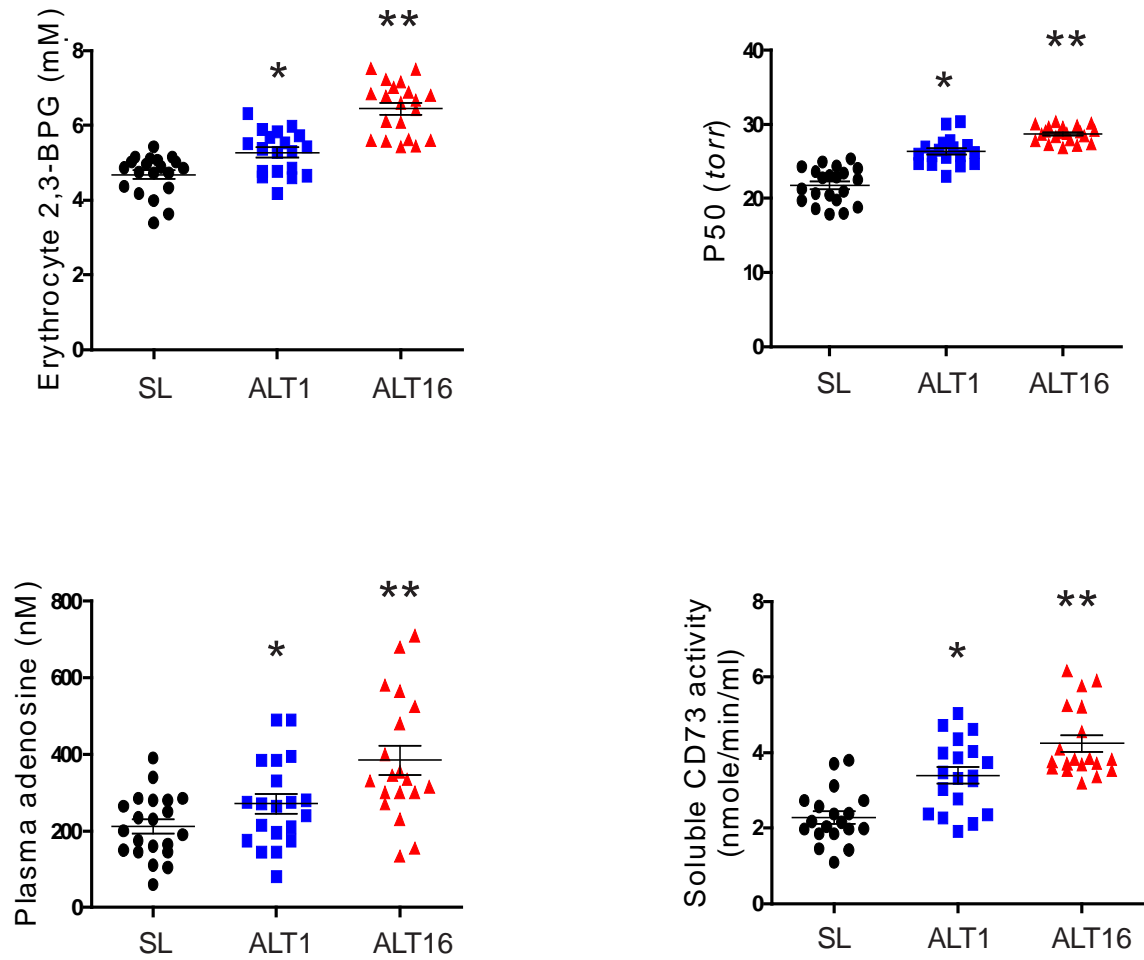 Erythrocyte 2,3-BPG (mM)
8
6
4
2
0
*
**
SL
ALT1
ALT16
P50 (torr)
40
30
20
10
0
*
**
SL
ALT1
ALT16
Plasma adenosine (nM)
800
600
400
200
0
*
**
SL
ALT1
ALT16
Soluble CD73 activity
(nmole/min/ml)
8
6
4
2
0
*
**
SL
ALT1
ALT16